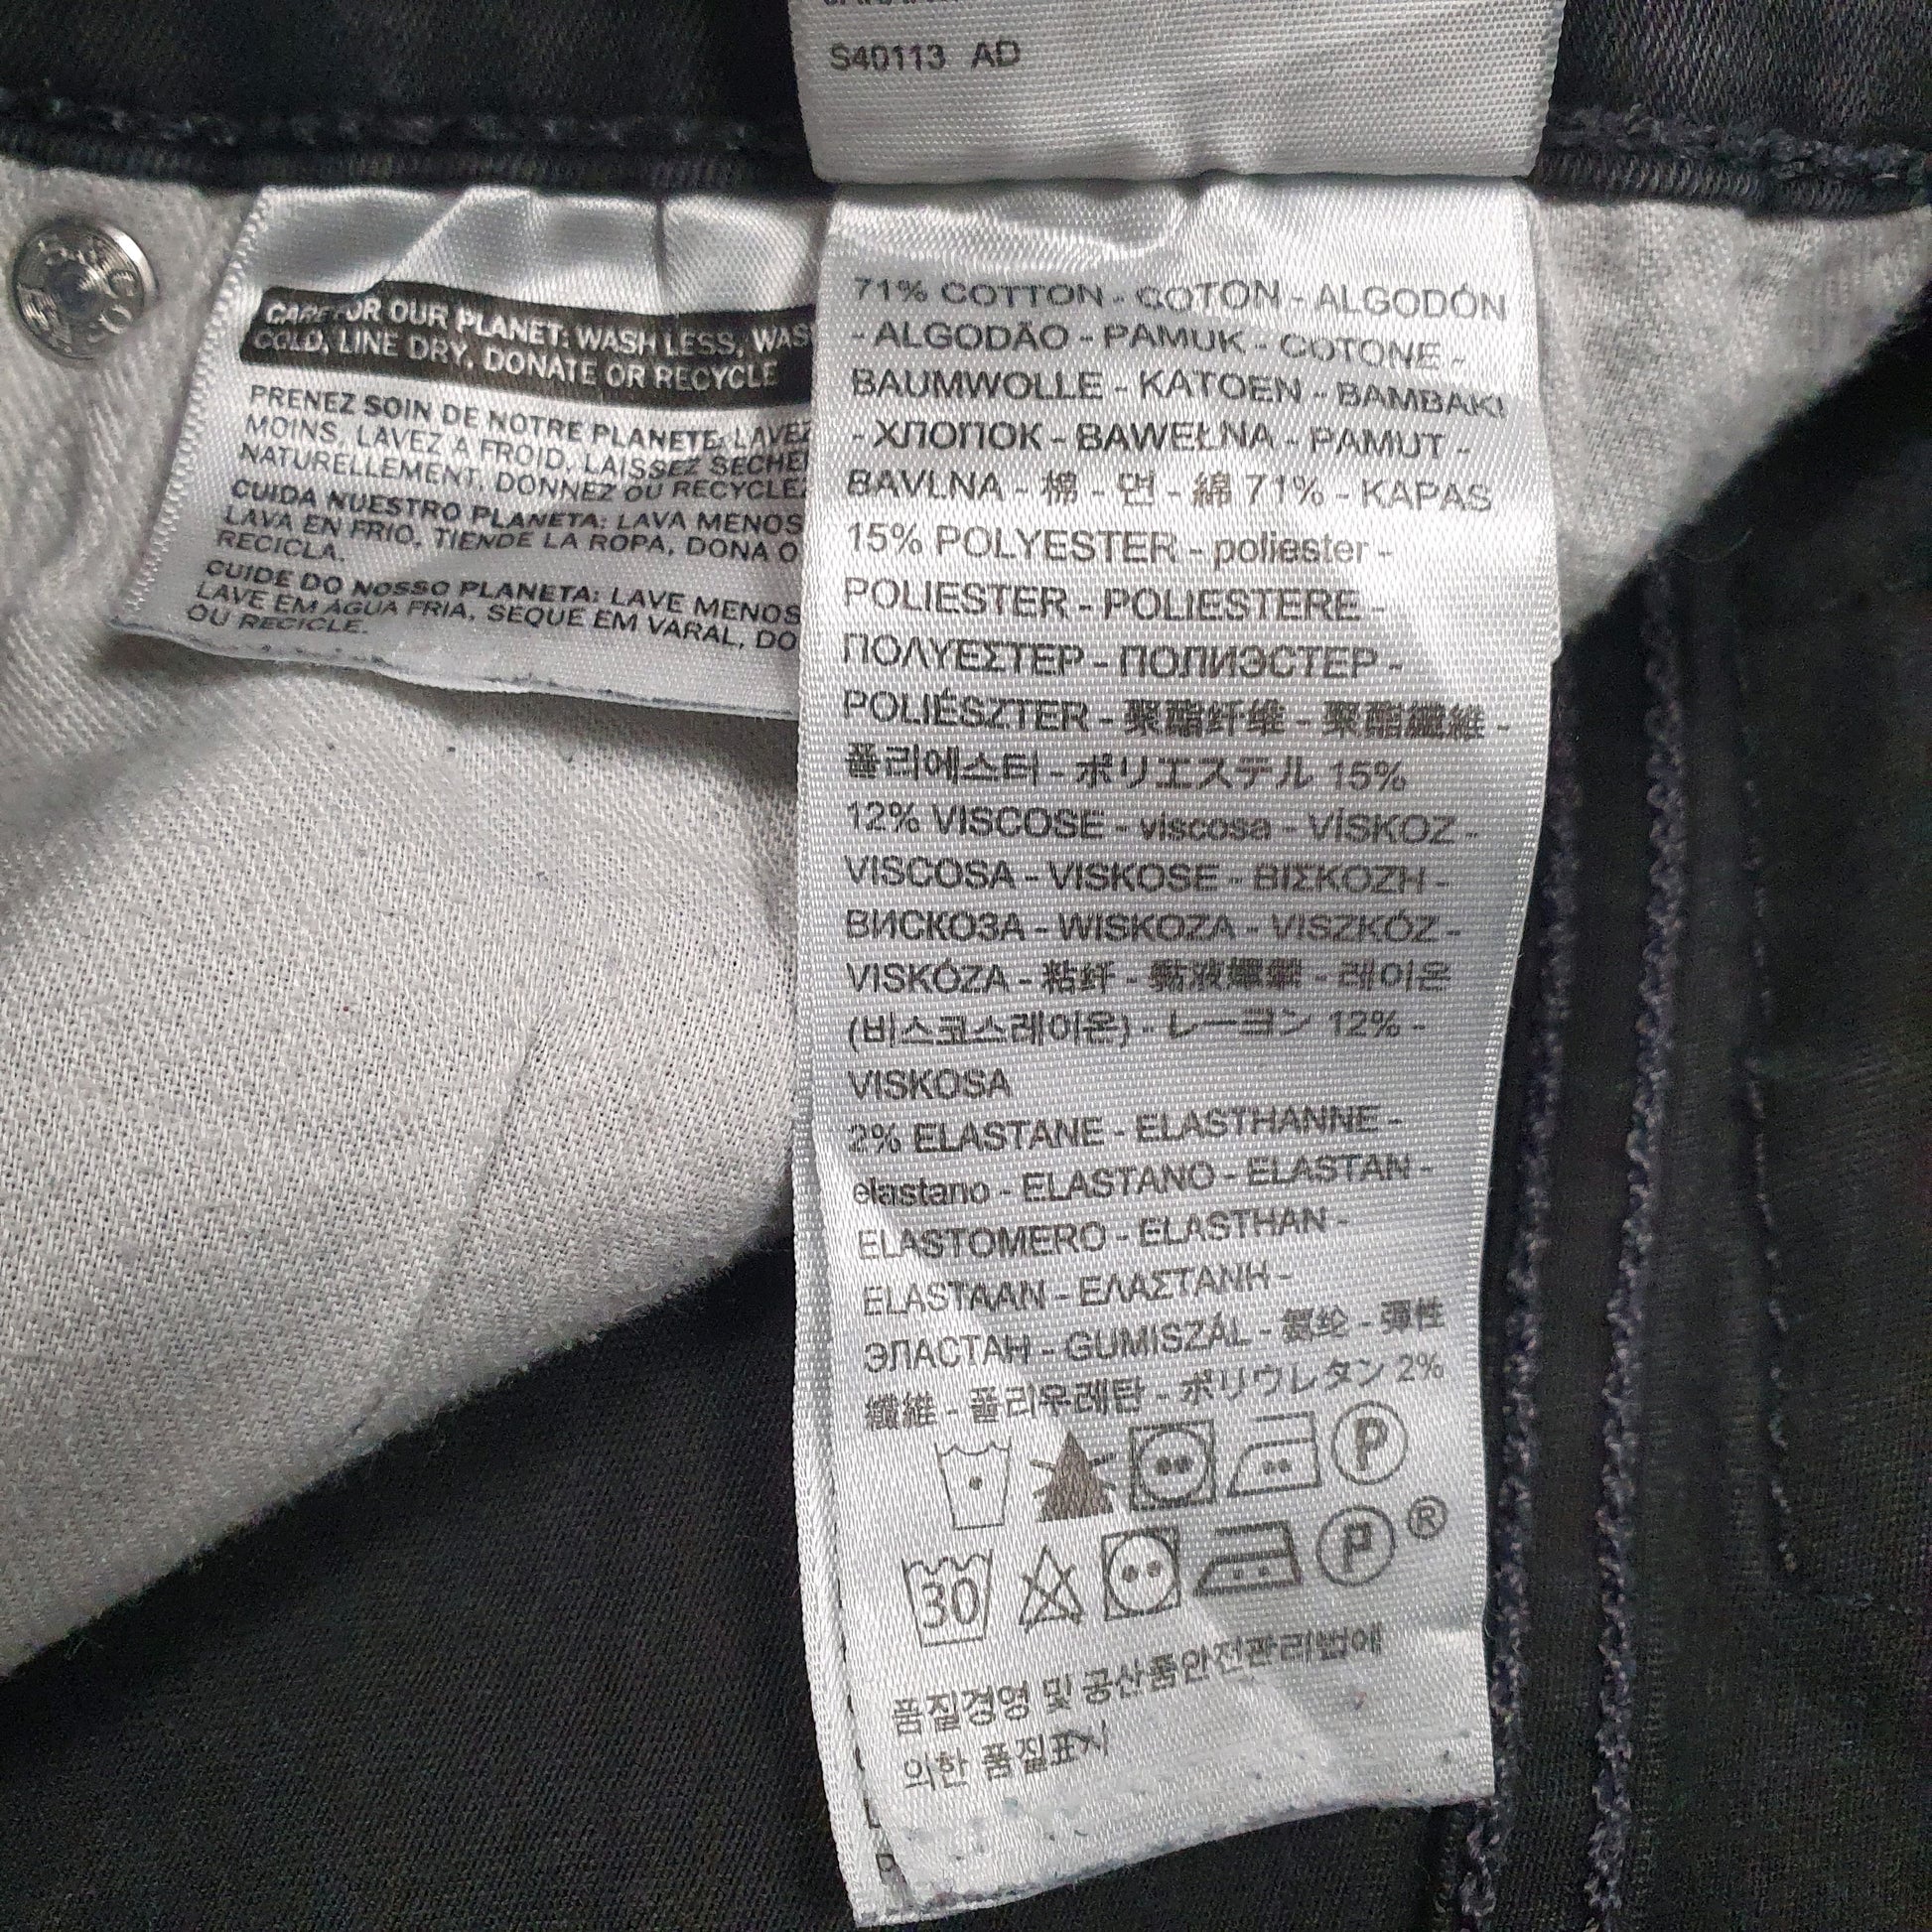 S40113 AD
CARE FOR OUR PLANET: WASH LESS, WAS
COLD, LINE DRY, DONATE OR RECYCLE
PRENEZ SOIN DE NOTRE PLANETE: LAVEZ
MOINS, LAVEZ A FROID, LAISSEZ SECHE
NATURELLEMENT, DONNEZ OU RECYCLEZ
CUIDA NUESTRO PLANETA: LAVA MENOS
LAVA EN FRIO, TIENDE LA ROPA, DONA O
RECICLA.
CUIDE DO NOSSO PLANETA: LAVE MENOS
LAVE EM AGUA FRIA, SEQUE EM VARAL, DO
OU RECICLE.
71% COTTON - COTON - ALGODÓN
- ALGODÃO - PAMUK - COTONE -
BAUMWOLLE - KATOEN - BAMBAKI
- ХЛОПОК - BAWEŁNA - PAMUT -
BAVLNA - 棉 - 면 - 綿 71% - KAPAS
15% POLYESTER - poliester -
POLIESTER - POLIESTERE -
ΠΟΛΥΕΣΤΕΡ - ПОЛИЭСТЕР -
POLIÉSZTER - 聚酯纤维 - 聚酯纖維 -
폴리에스터 - ポリエステル 15%
12% VISCOSE - viscosa - VİSKOZ -
VISCOSA - VISKOSE - ΒΙΣΚΟΖΗ -
ВИСКОЗА - WISKOZA - VISZKÓZ -
VISKÓZA - 粘纤 - 黏液嫘縈 - 레이온
(비스코스레이온) - レーヨン 12% -
VISKOSA
2% ELASTANE - ELASTHANNE -
elastano - ELASTANO - ELASTAN -
ELASTOMERO - ELASTHAN -
ELASTAAN - ΕΛΑΣΤΑΝΗ -
ЭЛАСТАН - GUMISZÁL - 氨纶 - 彈性
纖維 - 폴리우레탄 - ポリウレタン 2%
P
30 P ®
품질경영 및 공산품안전관리법에
의한 품질표시